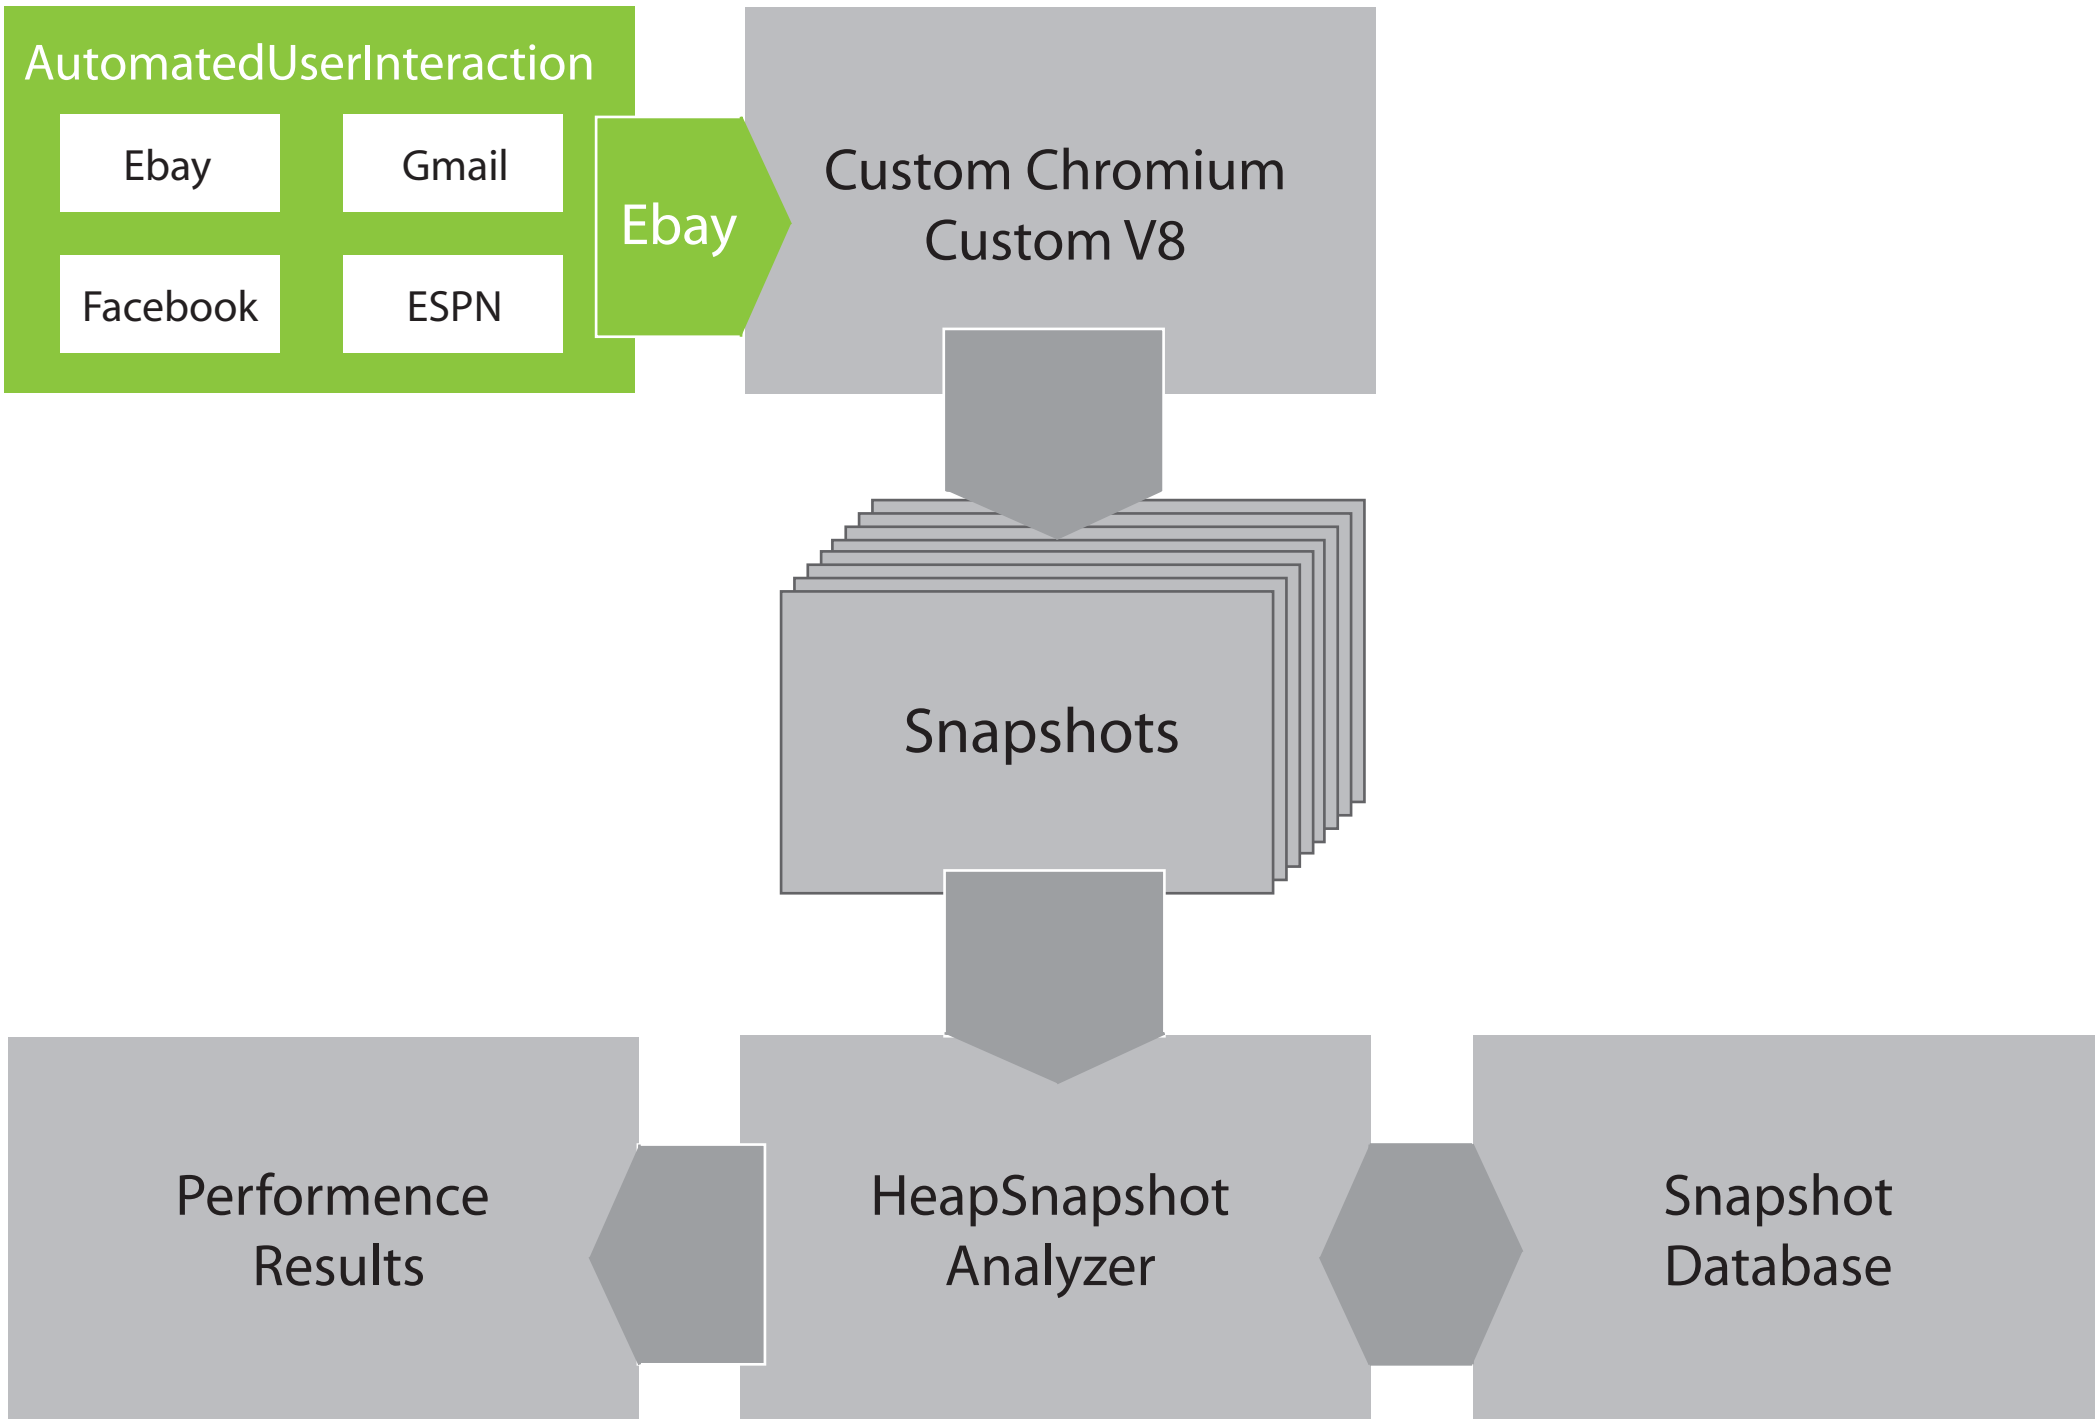 AutomatedUserInteraction
Ebay
Gmail
Facebook
ESPN
Ebay
Custom Chromium
Custom V8
Snapshots
Performence
Results
HeapSnapshot
Analyzer
Snapshot
Database